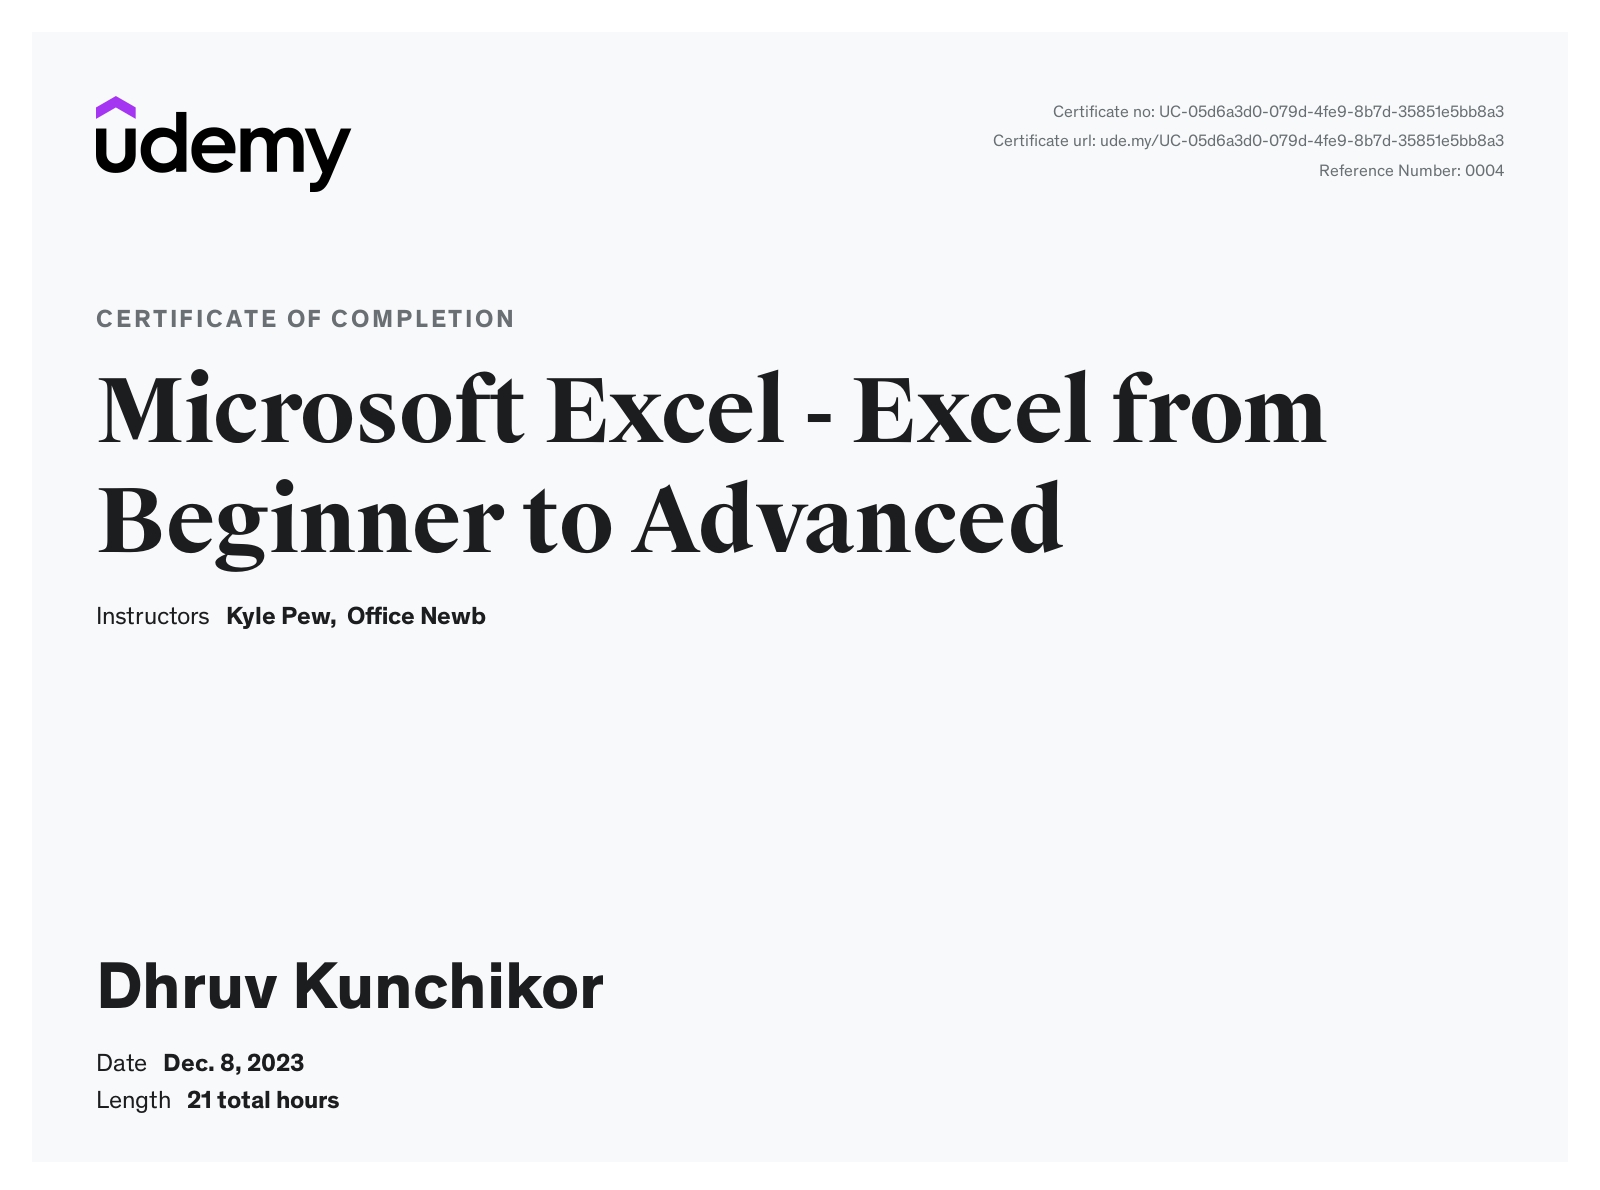 udemy
Certificate no: UC-05d6a3d0-079d-4fe9-8b7d-35851e5bb8a3
Certificate url: ude.my/UC-05d6a3d0-079d-4fe9-8b7d-35851e5bb8a3
Reference Number: 0004
CERTIFICATE OF COMPLETION
Microsoft Excel - Excel from
Beginner to Advanced
Instructors Kyle Pew, Office Newb
Dhruv Kunchikor
Date Dec. 8, 2023
Length 21 total hours